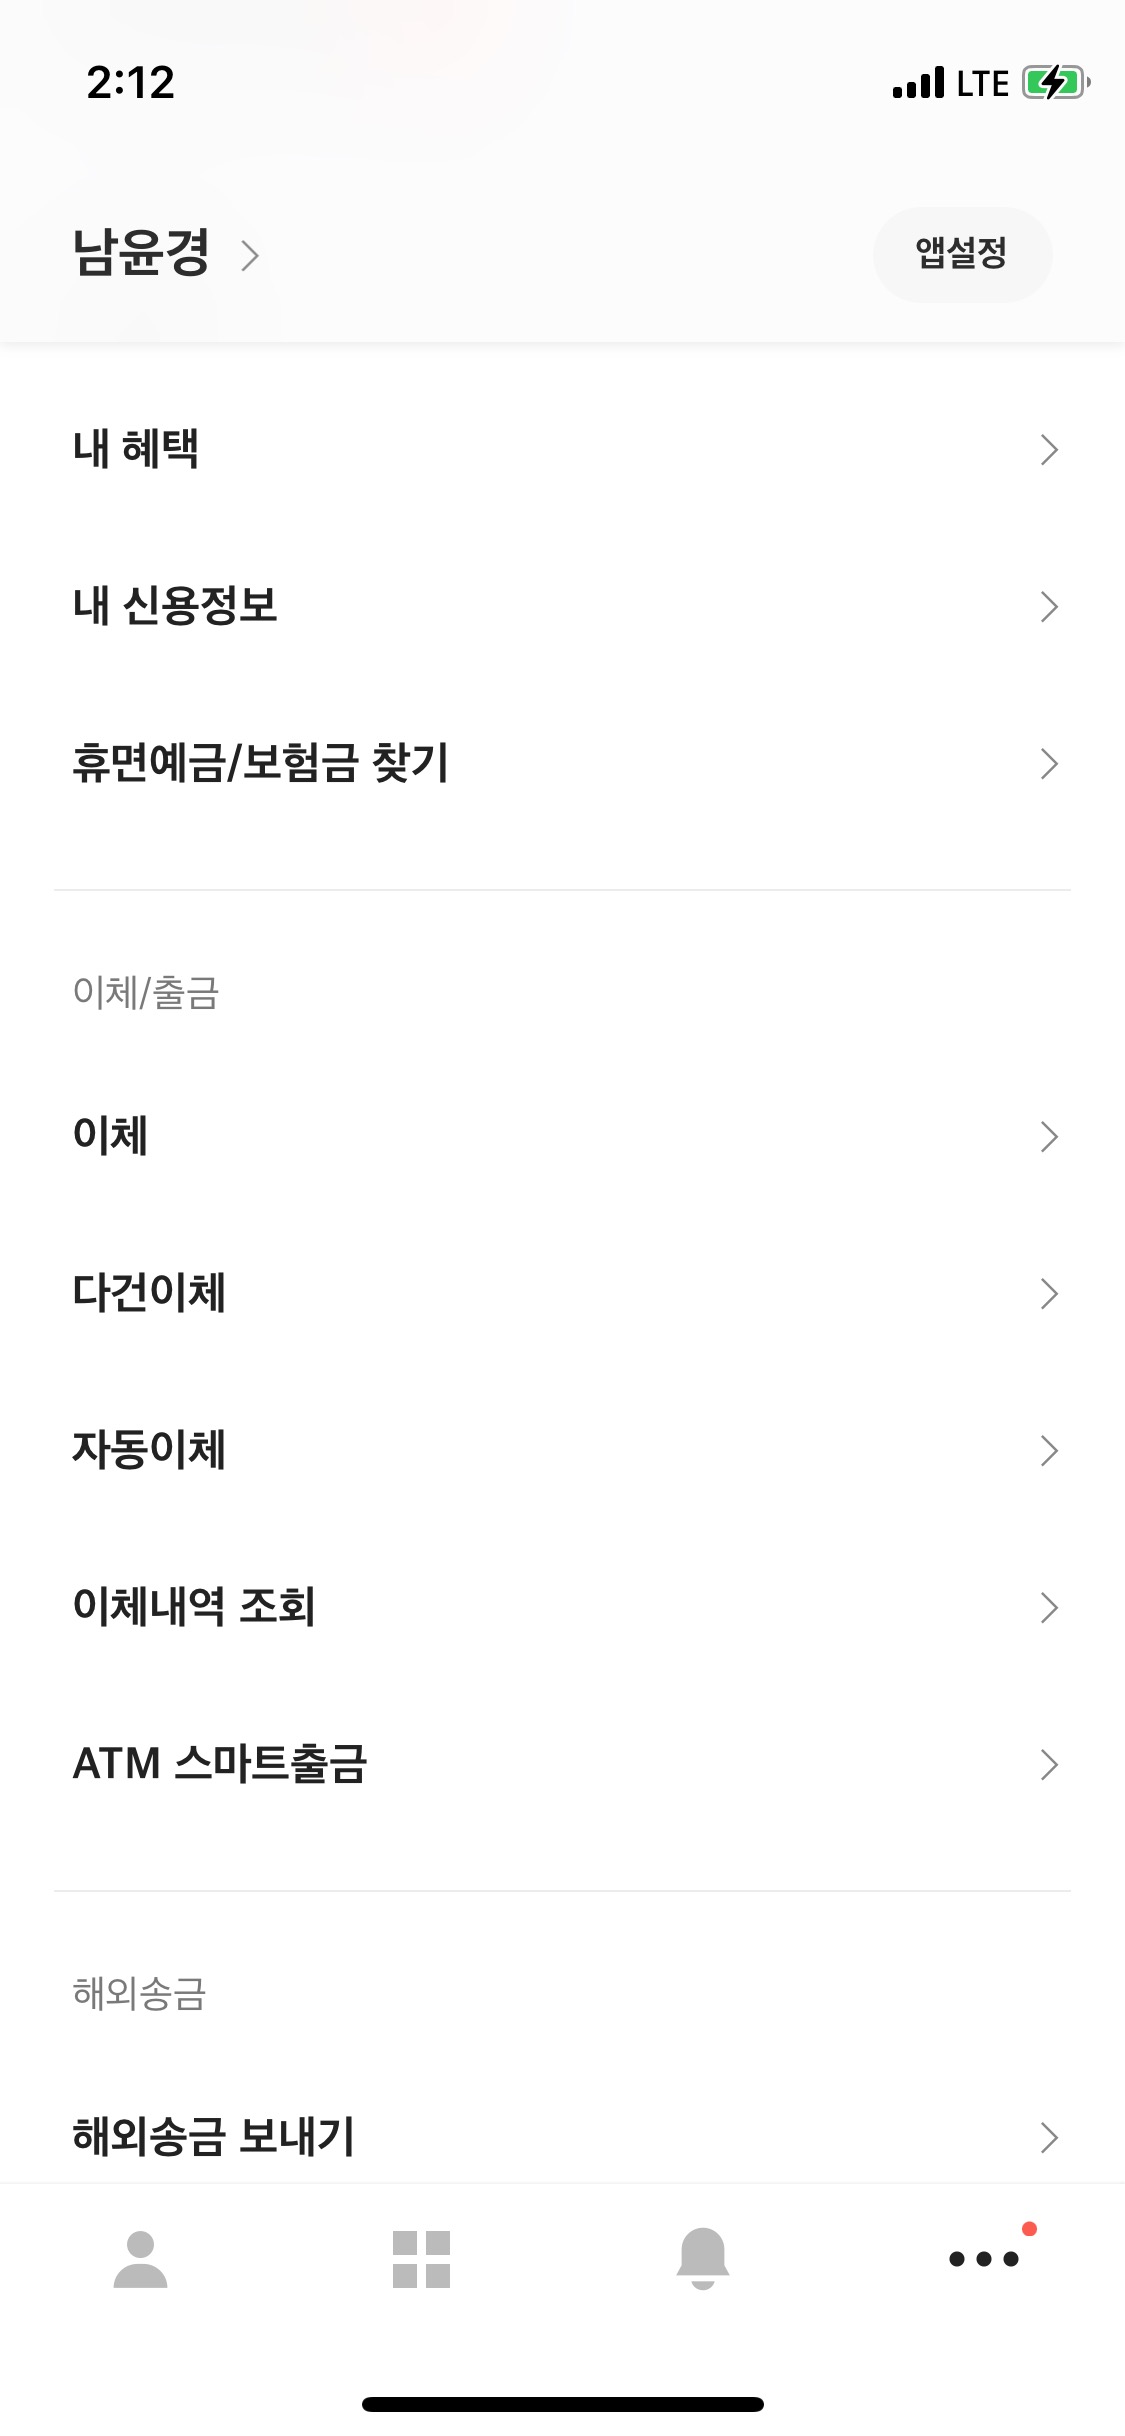 2:12
LTE
남윤경
앱설정
내 혜택
내 신용정보
휴면예금/보험금 찾기
이체/출금
이체
다건이체
자동이체
이체내역 조회
ATM 스마트출금
해외송금
해외송금 보내기